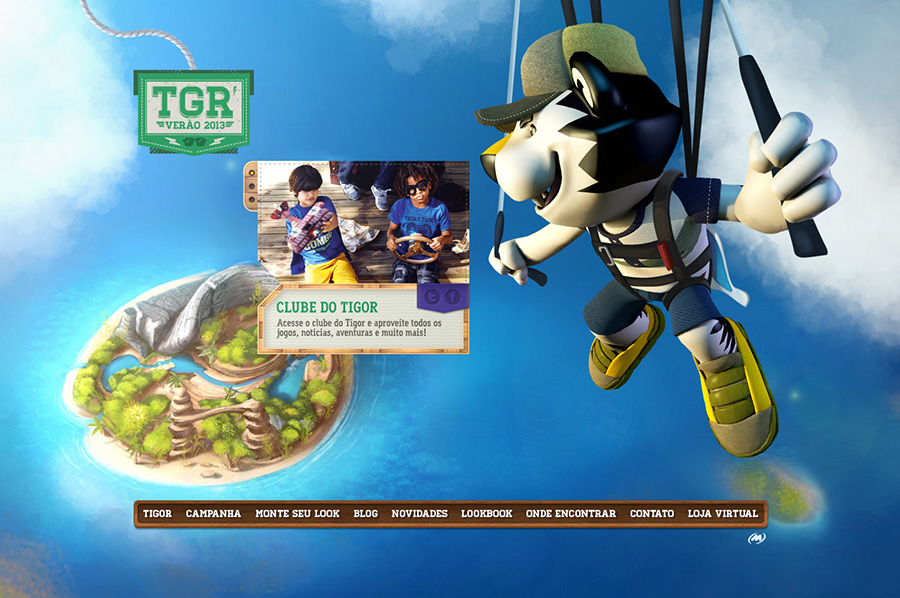 TGR'
VERÃO 2013
CLUBE DO TIGOR
Acesse o clube do Tigor e aproveite todos os
jogos, notícias, aventuras e muito mais!
TIGOR CAMPANHA MONTE SEU LOOK BLOG NOVIDADES LOOKBOOK ONDE ENCONTRAR CONTATO LOJA VIRTUAL